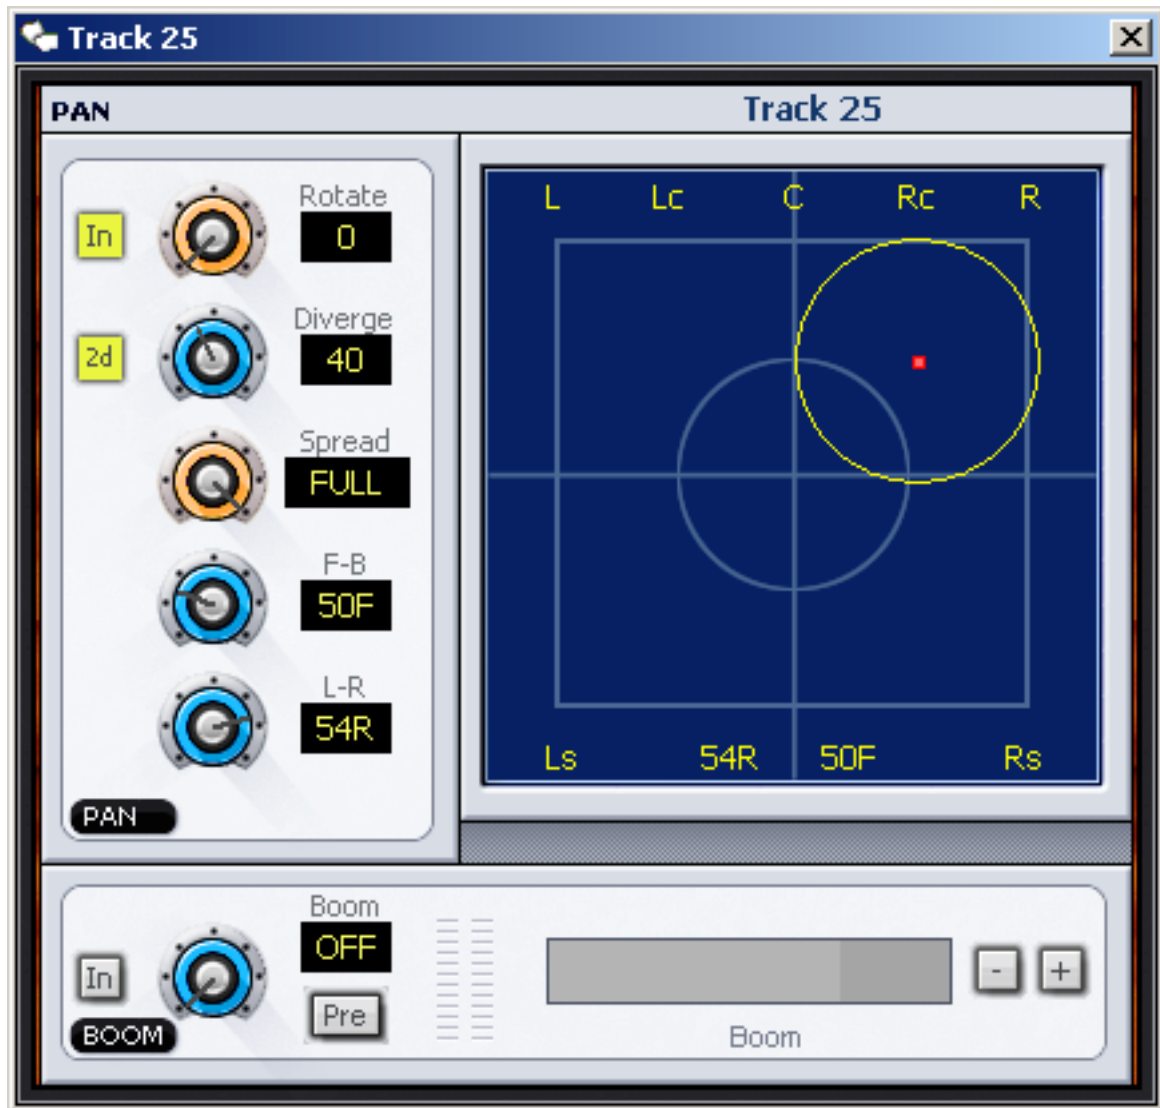 Track 25
PAN
Track 25
In
Rotate
0
2d
Diverge
40
Spread
FULL
F-B
50F
L-R
54R
PAN
L Lc C Rc R
Ls 54R 50F Rs
In
Boom
OFF
Pre
BOOM
- +
Boom